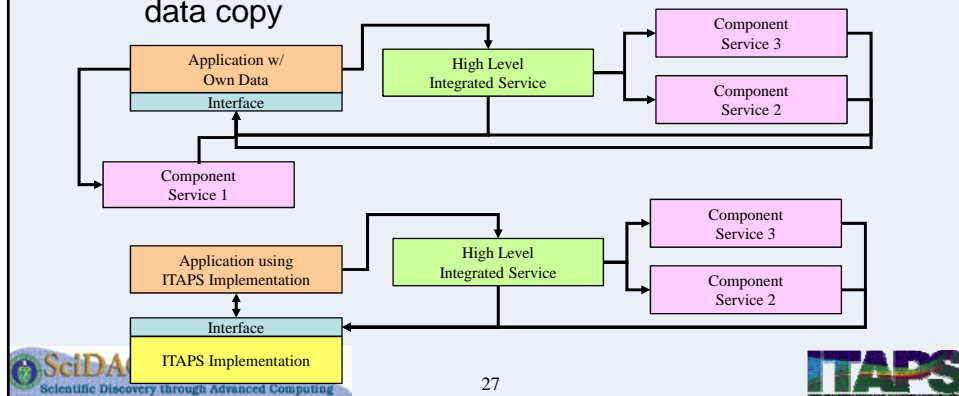 data copy
Application w/
Own Data
Interface
High Level
Integrated Service
Component
Service 3
Component
Service 2
Component
Service 1
Application using
ITAPS Implementation
Interface
ITAPS Implementation
High Level
Integrated Service
Component
Service 3
Component
Service 2
SciDA
Scientific Discovery through Advanced Computing
27
ITAPS